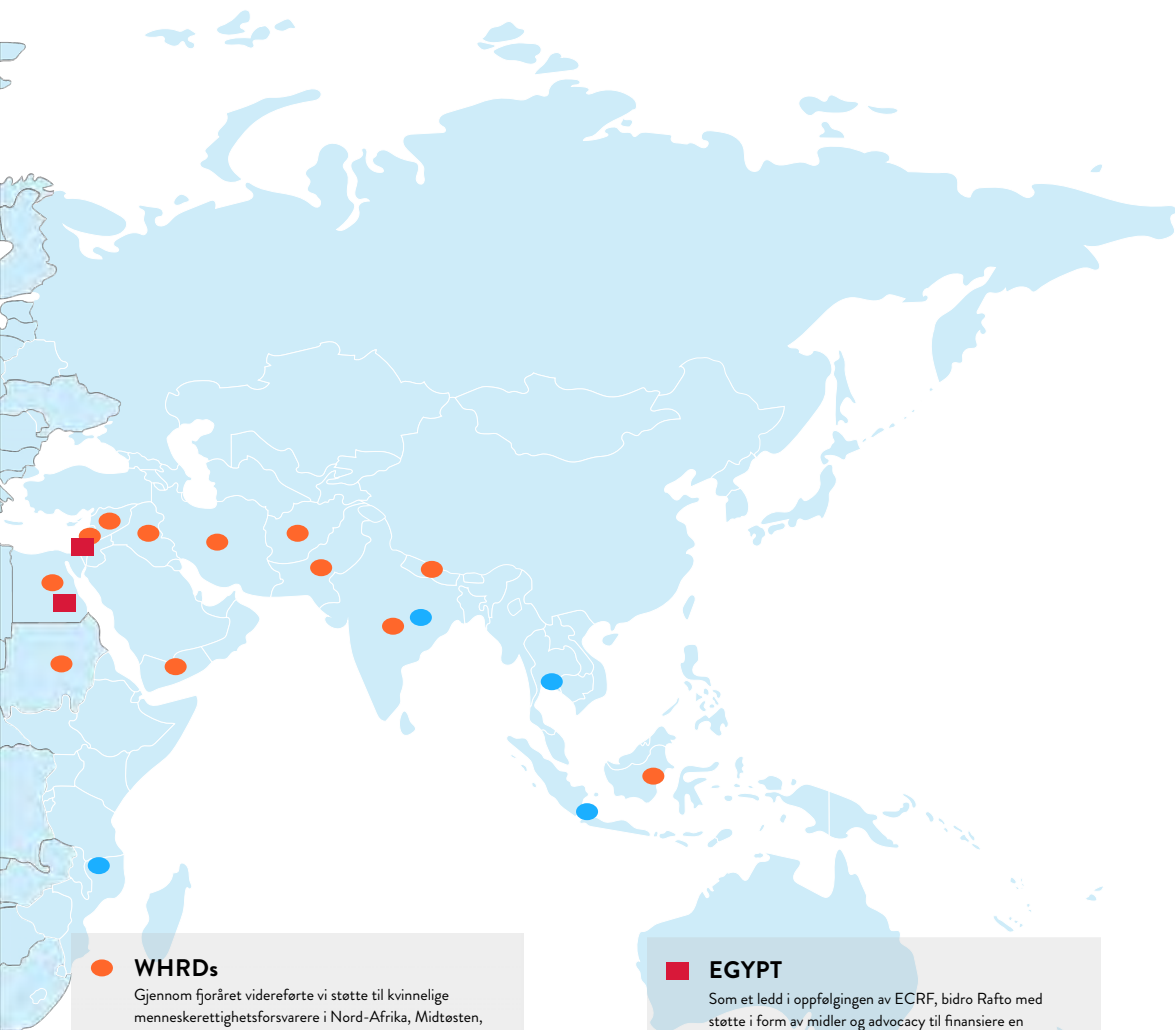 WHRDs
Gjennom fjoråret videreførte vi støtte til kvinnelige
menneskerettighetsforsvarere i Nord-Afrika, Midtøsten,
EGYPT
Som et ledd i oppfølgingen av ECRF, bidro Rafto med
støtte i form av midler og advocacy til finansiere en